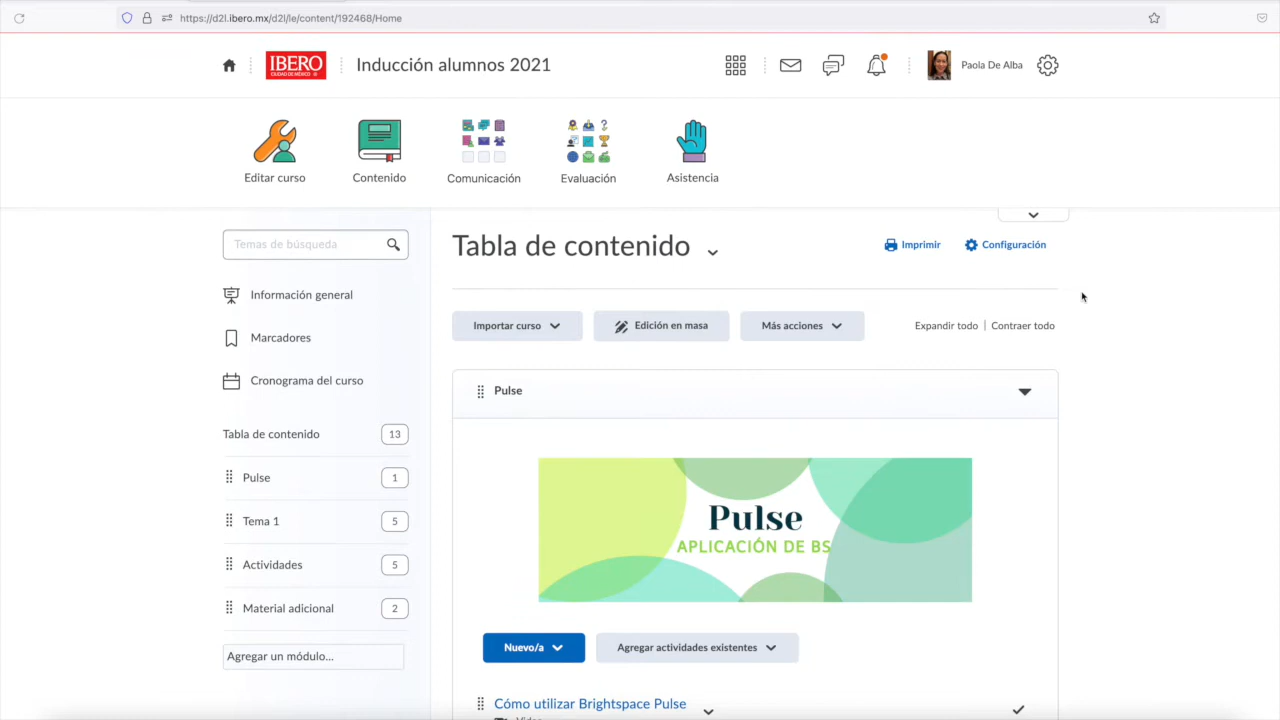 https://d2l.ibero.mx/d2l/le/content/192468/Home
IBERO
CIUDAD DE MÉXICO
Inducción alumnos 2021
Paola De Alba
Editar curso
Contenido
Comunicación
Evaluación
Asistencia
Temas de búsqueda
Tabla de contenido
Imprimir
Configuración
Información general
Marcadores
Cronograma del curso
Importar curso
Edición en masa
Más acciones
Expandir todo | Contraer todo
Tabla de contenido 13
Pulse 1
Tema 1 5
Actividades 5
Material adicional 2
Agregar un módulo...
Pulse
Pulse
APLICACIÓN DE BS
Nuevo/a
Agregar actividades existentes
Cómo utilizar Brightspace Pulse